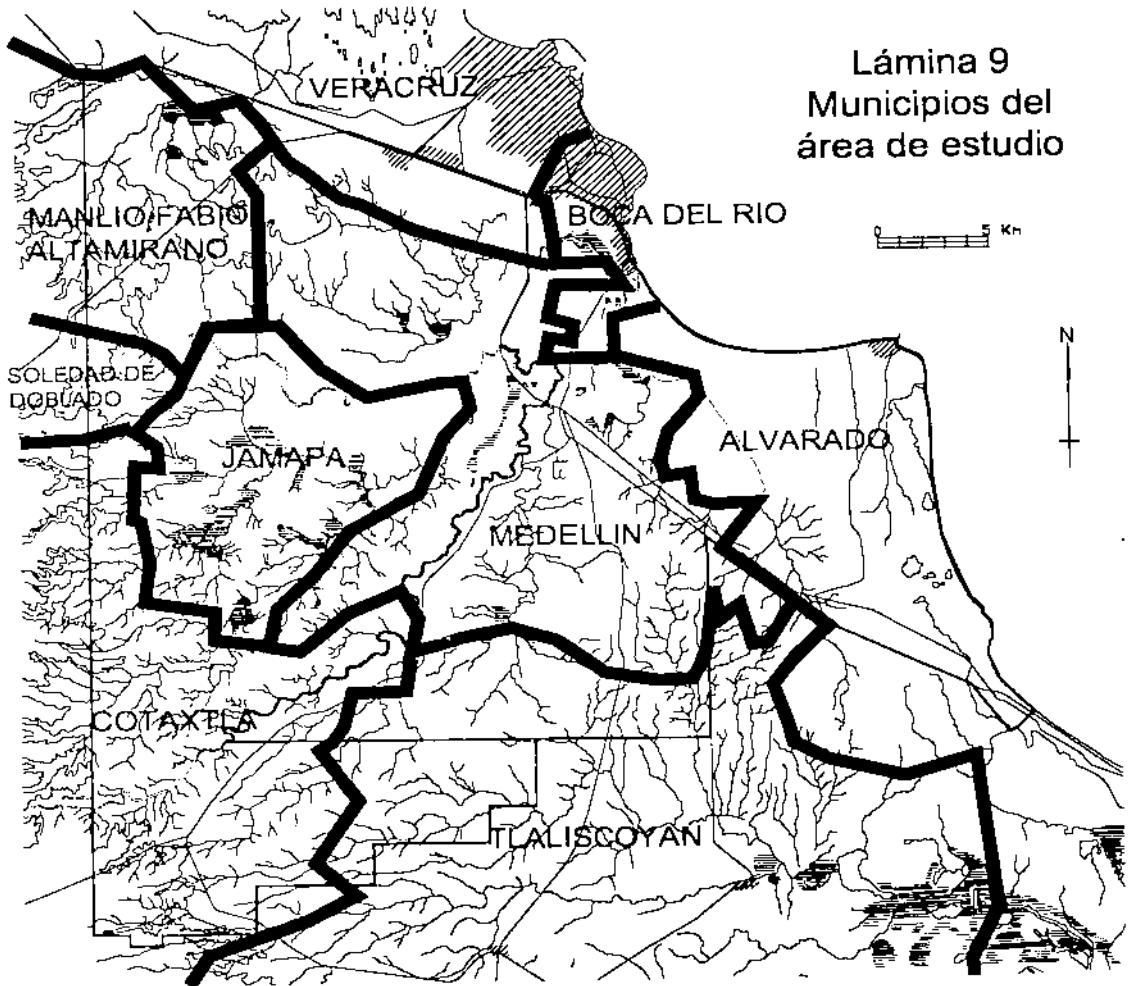 Lámina 9
Municipios del
área de estudio
VERACRUZ
MANLIO FABIO
ALTAMIRANO
BOCA DEL RIO
0 5 Km
N
SOLEDAD DE
DOBLADO
JAMAPA
ALVARADO
MEDELLIN
COTAXTLA
TLALISCOYAN